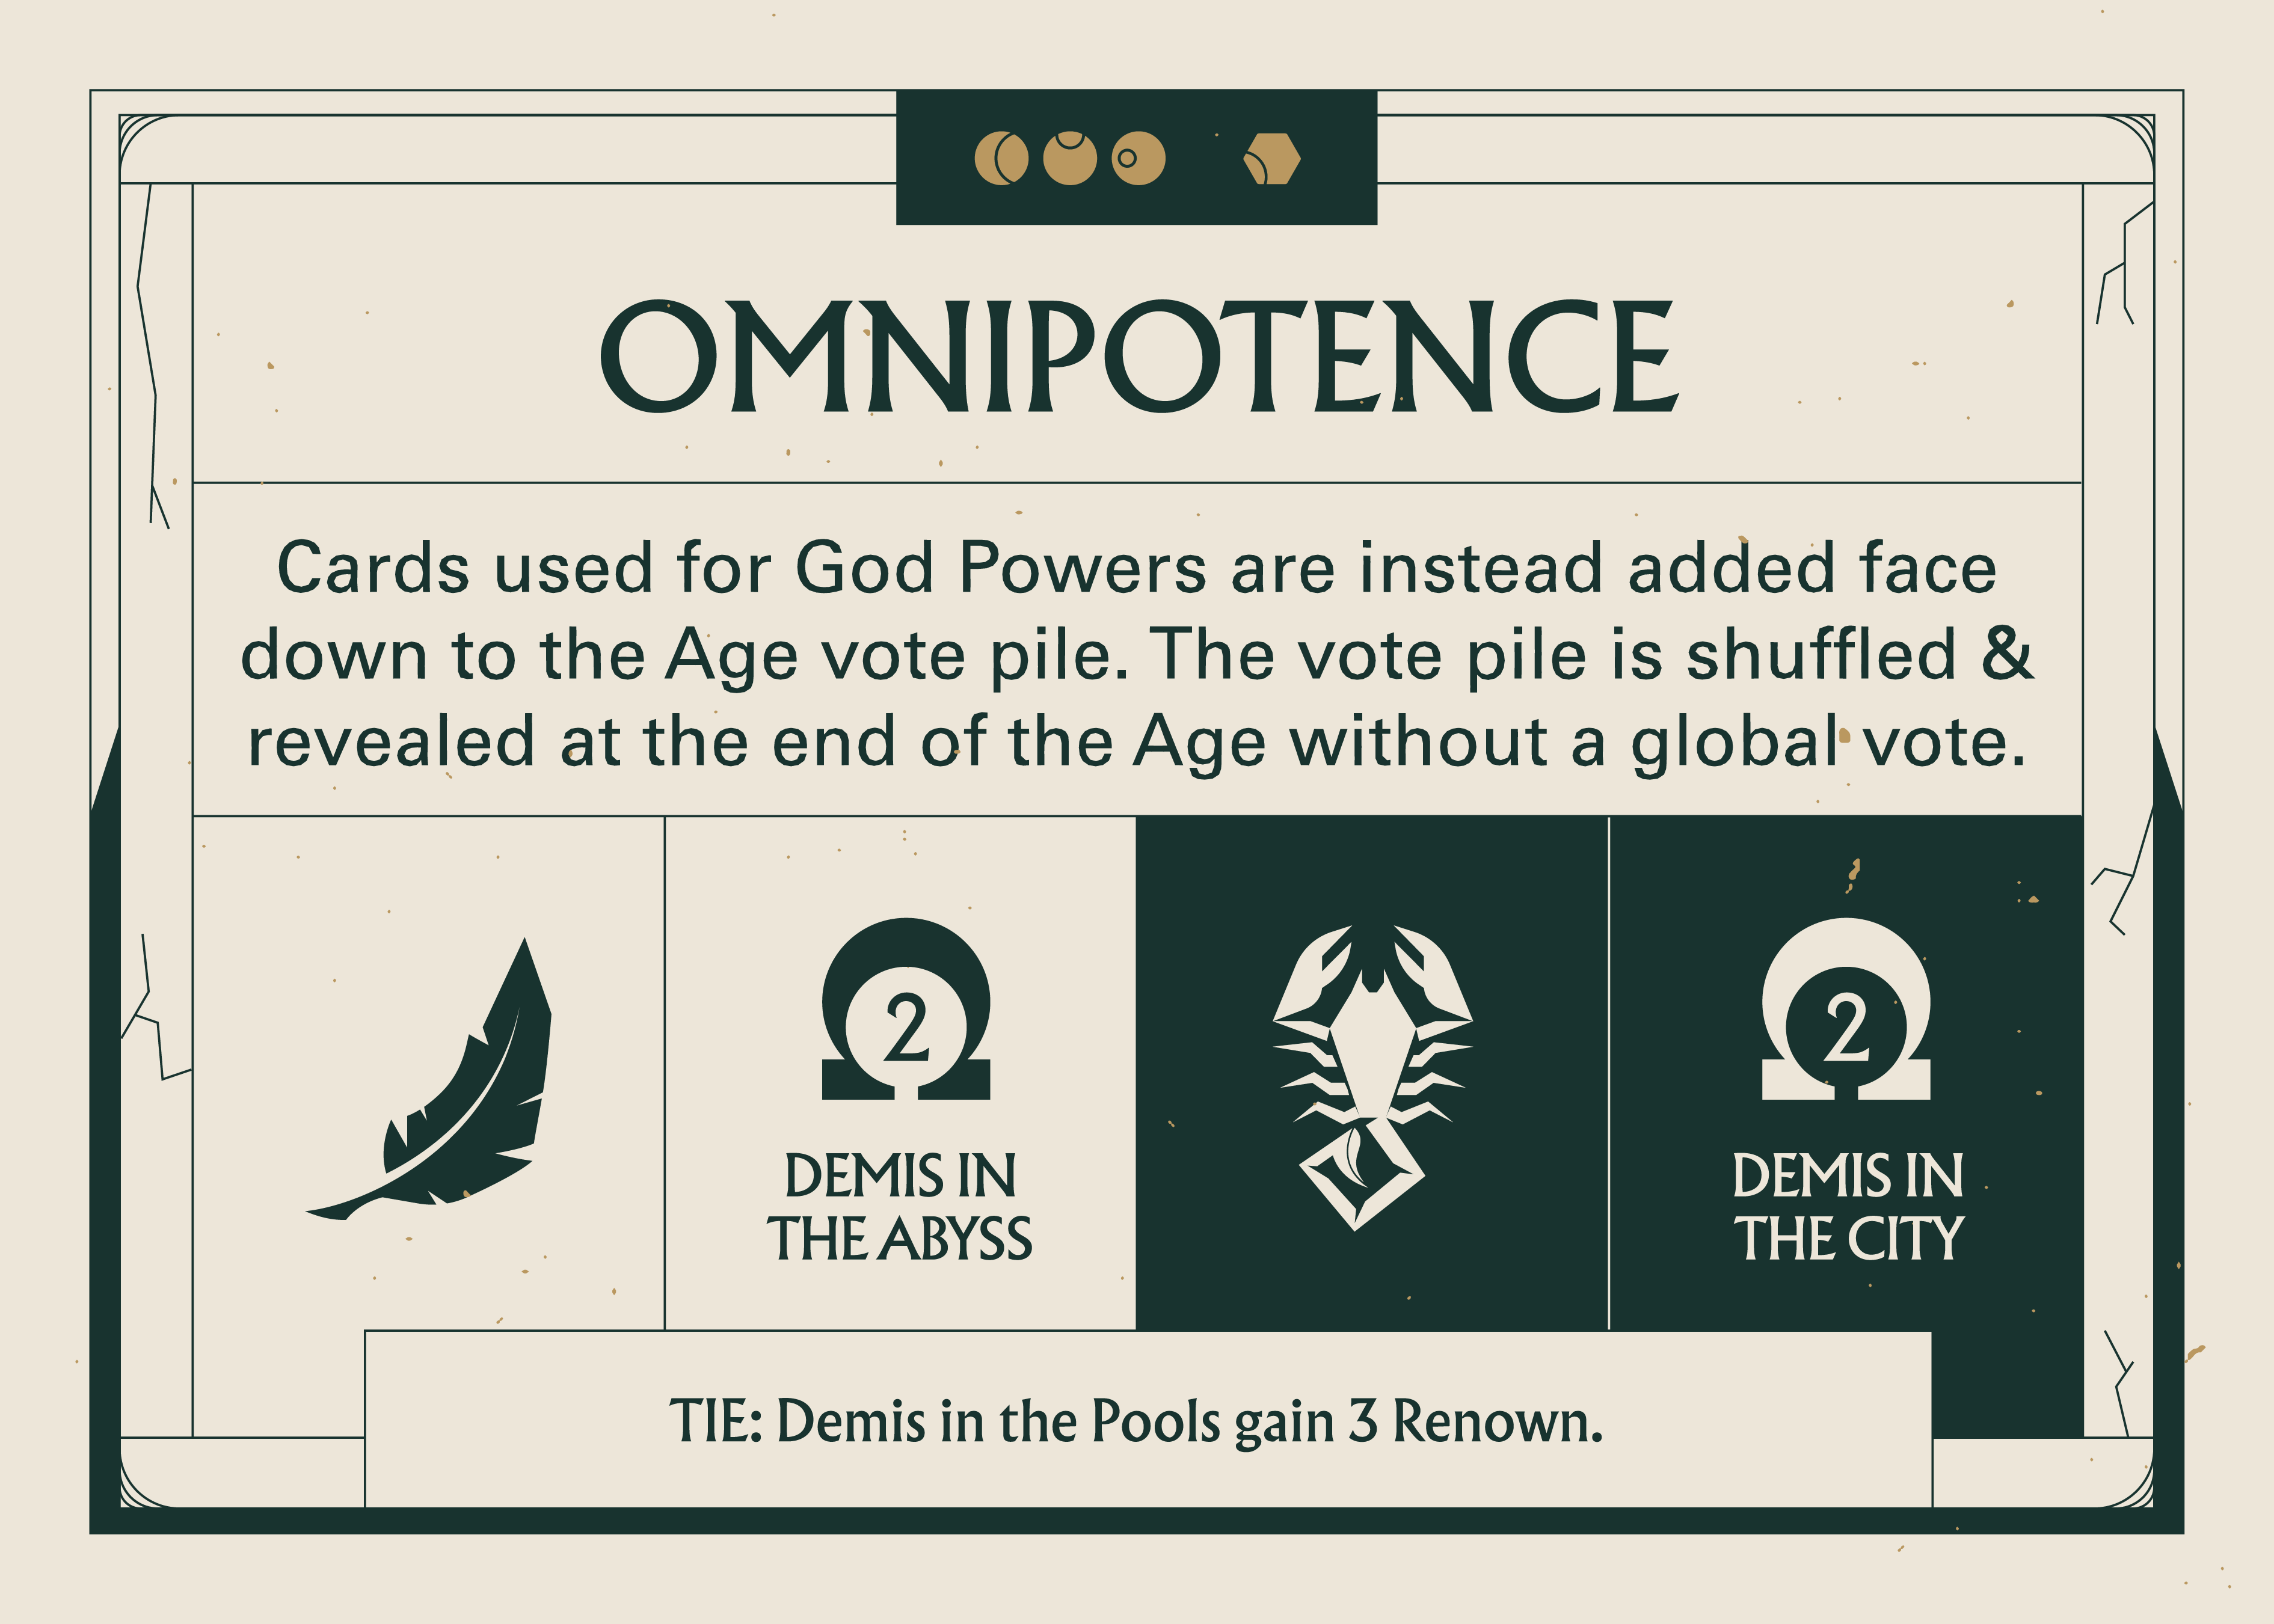 OMNIPOTENCE
Cards used for God Powers are instead added face
down to the Age vote pile. The vote pile is shuffled &
revealed at the end of the Age without a global vote.
2
DEMIS IN
THE ABYSS
2
DEMIS IN
THE CITY
TIE: Demis in the Pools gain 3 Renown.